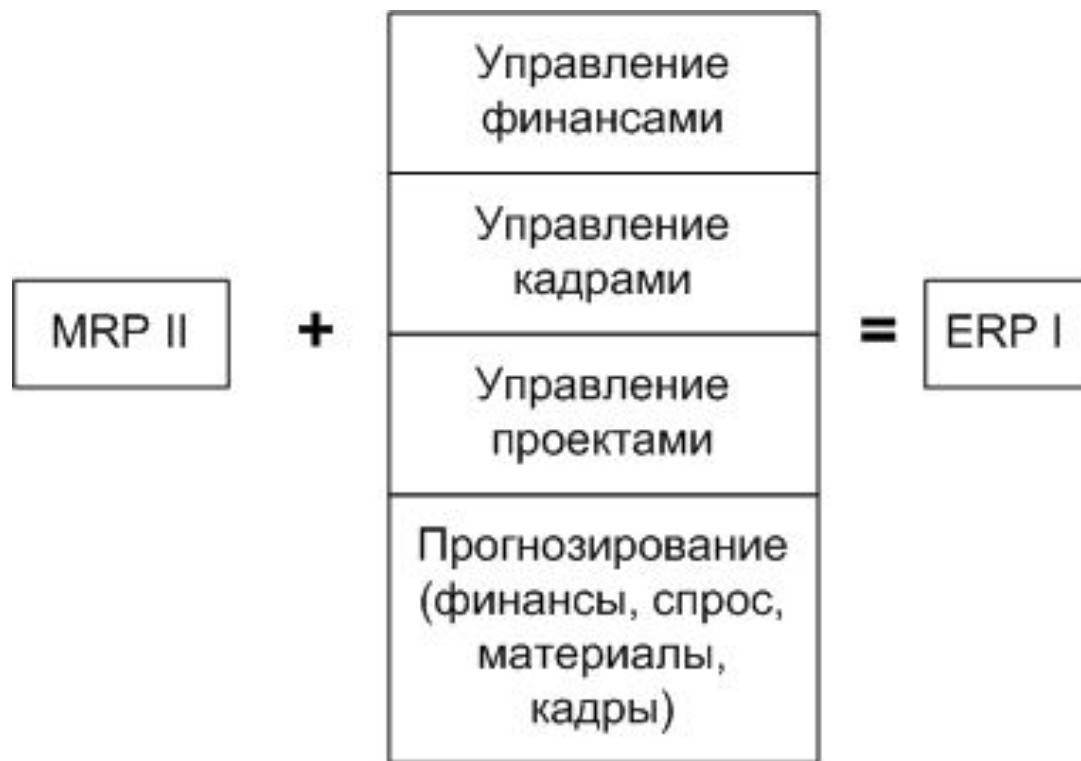 Управление
финансами
Управление
кадрами
MRP II
+
=
ERP I
Управление
проектами
Прогнозирование
(финансы, спрос,
материалы,
кадры)